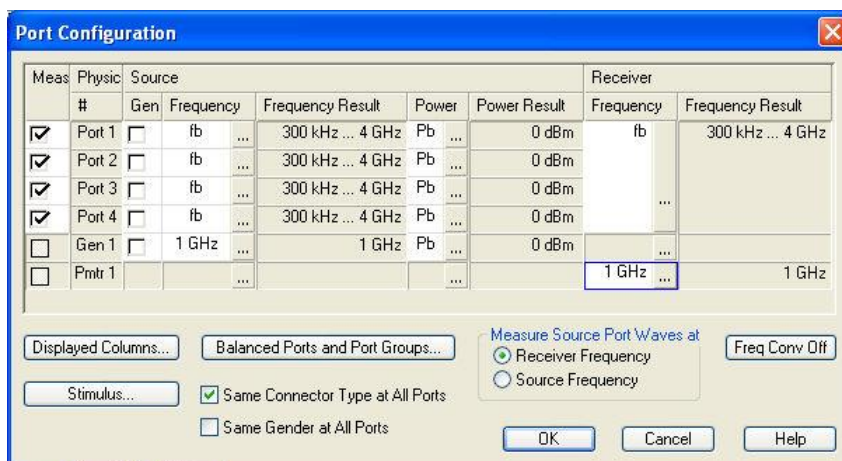 Port Configuration
Meas Physic Source Receiver
# Gen Frequency Frequency Result Power Power Result Frequency Frequency Result
Port 1 fb ... 300 kHz ... 4 GHz Pb ... 0 dBm fb 300 kHz ... 4 GHz
Port 2 fb ... 300 kHz ... 4 GHz Pb ... 0 dBm
Port 3 fb ... 300 kHz ... 4 GHz Pb ... 0 dBm
Port 4 fb ... 300 kHz ... 4 GHz Pb ... 0 dBm ...
Gen 1 1 GHz ... 1 GHz Pb ... 0 dBm ...
Pmtr 1 ... ... 1 GHz ... 1 GHz
Displayed Columns... Balanced Ports and Port Groups... Measure Source Port Waves at Freq Conv Off
Receiver Frequency
Source Frequency
Stimulus... Same Connector Type at All Ports
Same Gender at All Ports
OK Cancel Help